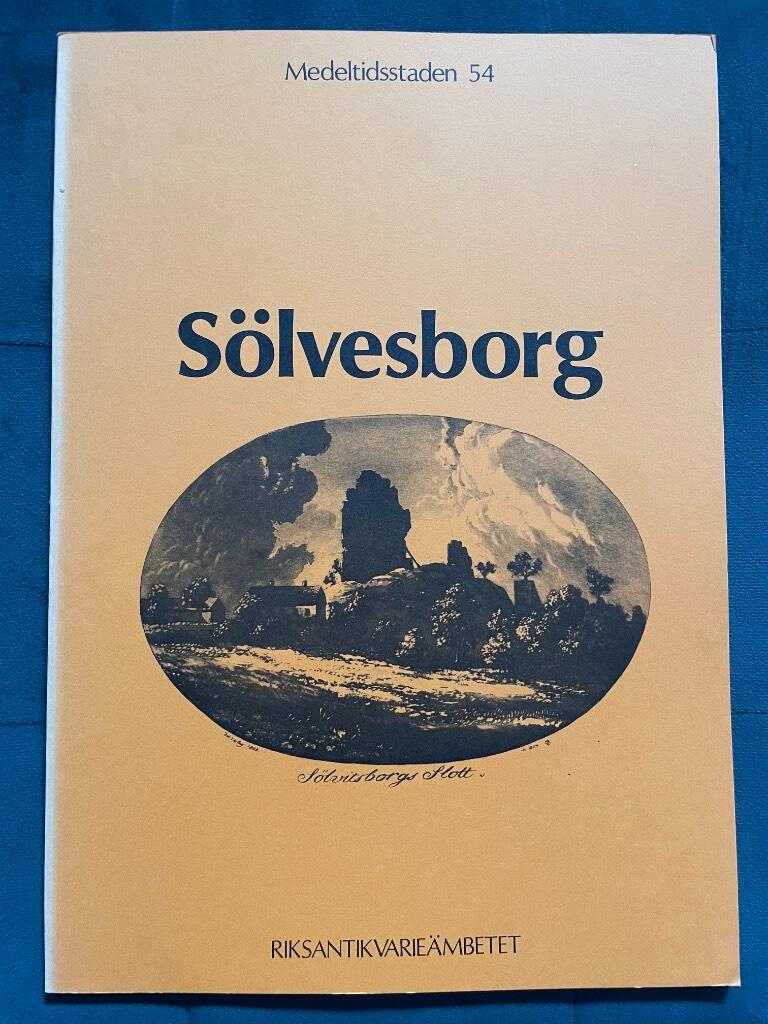 Medeltidsstaden 54
Sölvesborg
Sölvitsborgs Slott.
RIKSANTIKVARIEÄMBETET